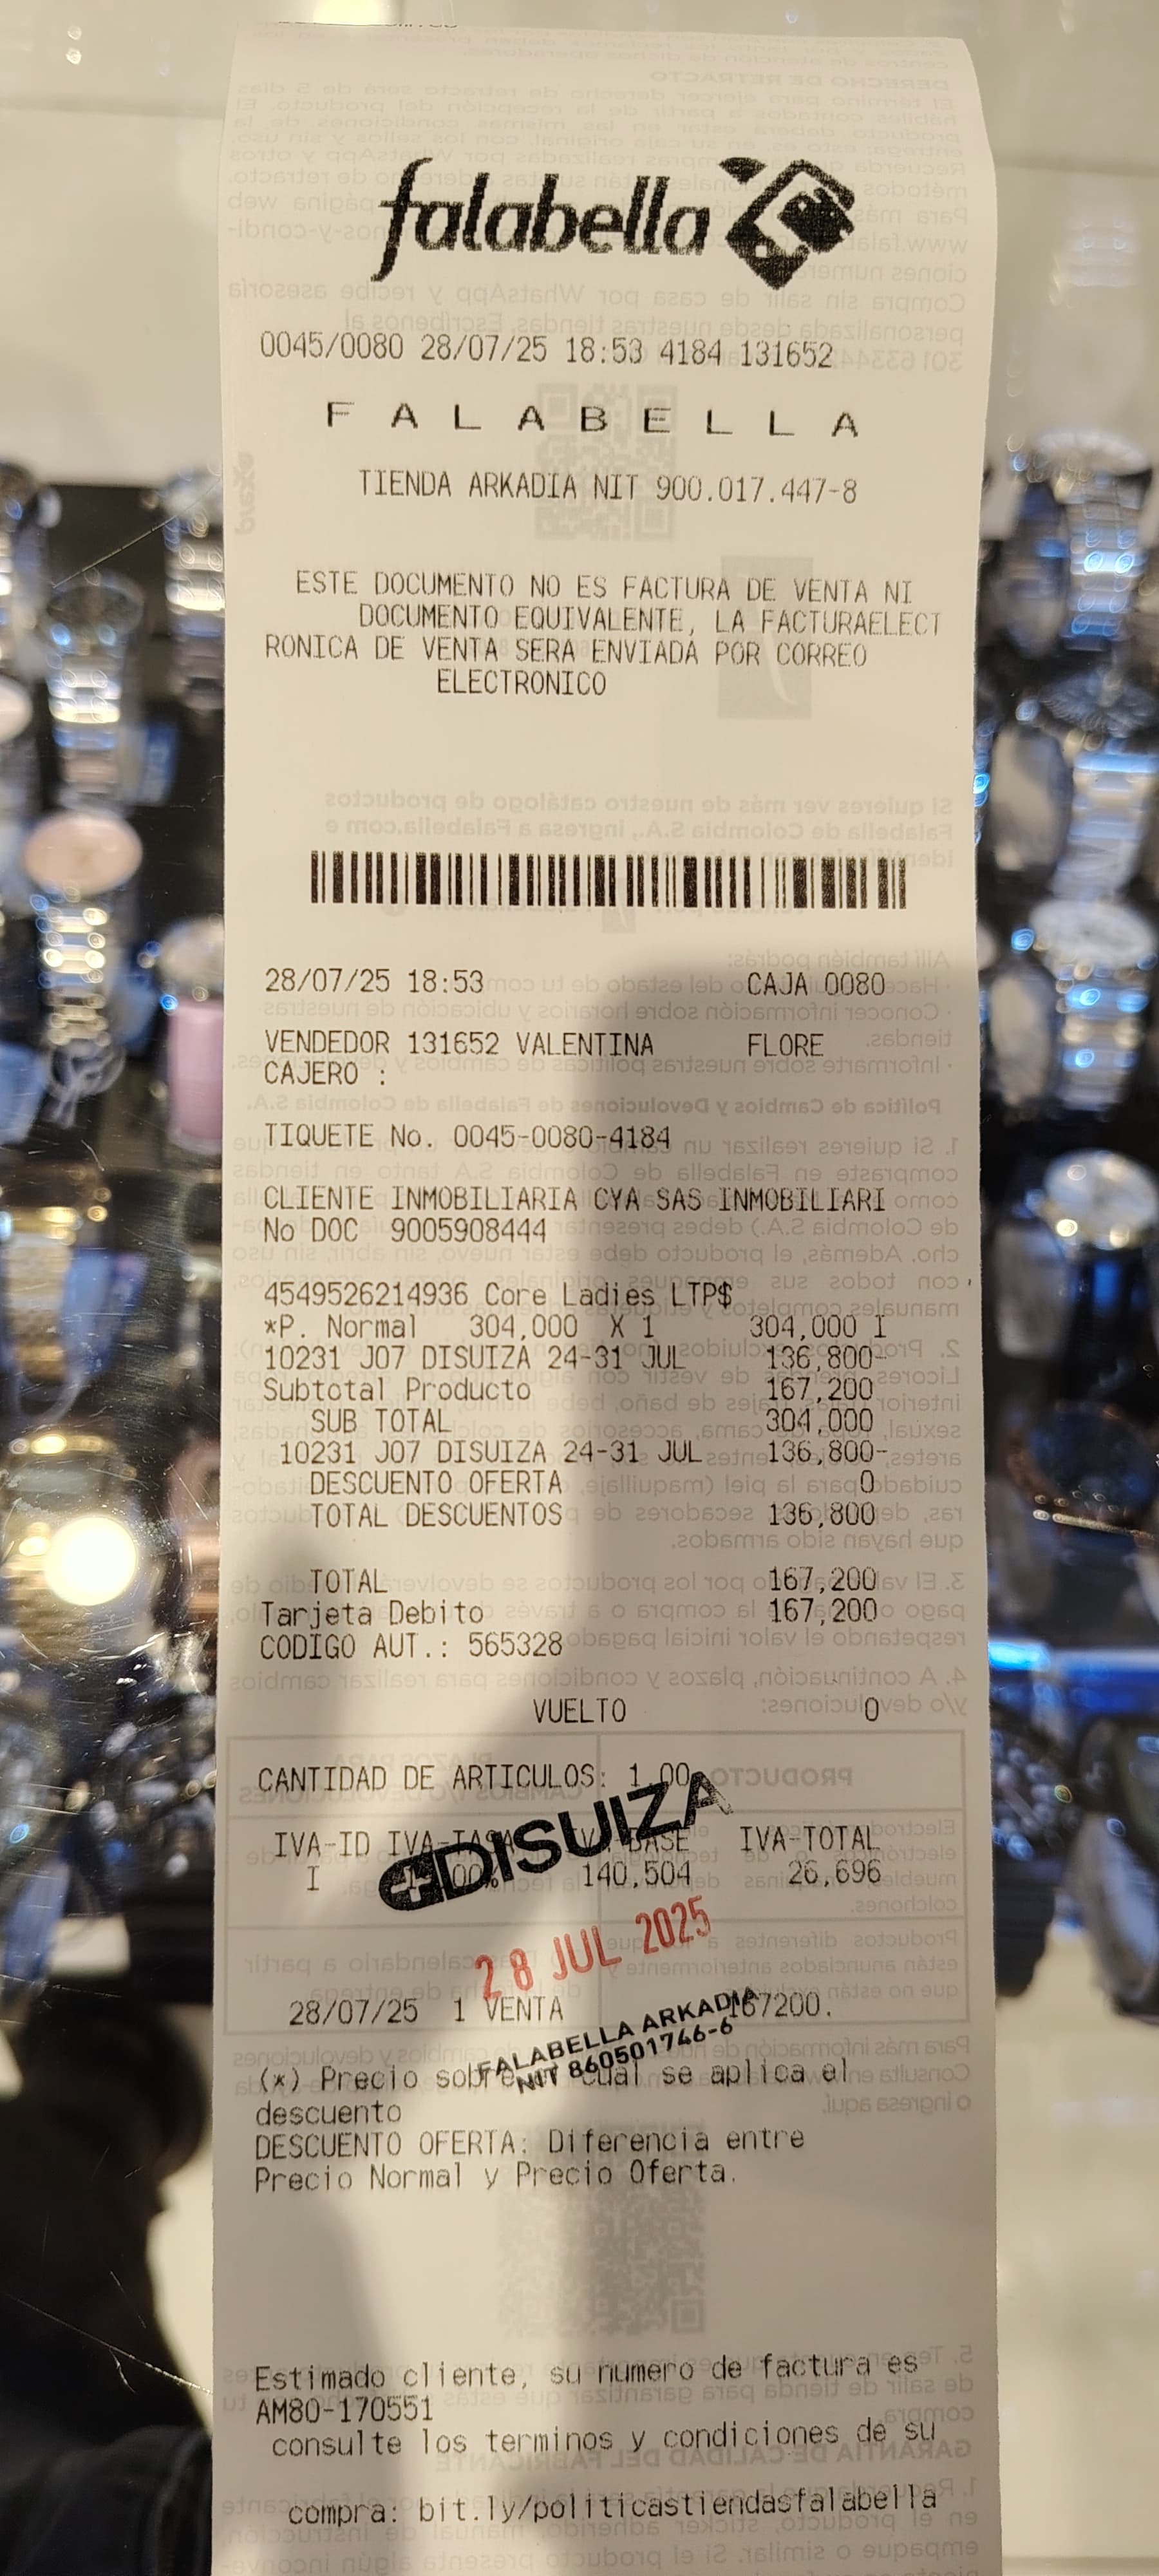 falabella
0045/0080 28/07/25 18:53 4184 131652
F A L A B E L L A
TIENDA ARKADIA NIT 900.017.447-8
ESTE DOCUMENTO NO ES FACTURA DE VENTA NI
DOCUMENTO EQUIVALENTE, LA FACTURAELECT
RONICA DE VENTA SERA ENVIADA POR CORREO
ELECTRONICO
28/07/25 18:53 CAJA 0080
VENDEDOR 131652 VALENTINA FLORE
CAJERO :
TIQUETE No. 0045-0080-4184
CLIENTE INMOBILIARIA CYA SAS INMOBILIARI
No DOC 9005908444
4549526214936 Core Ladies LTP$
*P. Normal 304,000 X 1 304,000 I
10231 J07 DISUIZA 24-31 JUL 136,800-
Subtotal Producto 167,200
SUB TOTAL 304,000
10231 J07 DISUIZA 24-31 JUL 136,800-
DESCUENTO OFERTA 0
TOTAL DESCUENTOS 136,800
TOTAL 167,200
Tarjeta Debito 167,200
CODIGO AUT.: 565328
VUELTO 0
CANTIDAD DE ARTICULOS: 1.00
DISUIZA
IVA-ID IVA-TASA IVA-BASE IVA-TOTAL
I 140,504 26,696
28 JUL 2025
28/07/25 1 VENTA 167200.
FALABELLA ARKADIA
NIT 860501746-6
(*) Precio sobre el cual se aplica el
descuento
DESCUENTO OFERTA: Diferencia entre
Precio Normal y Precio Oferta.
Estimado cliente, su numero de factura es
AM80-170551
consulte los terminos y condiciones de su
compra: bit.ly/politicastiendasfalabella